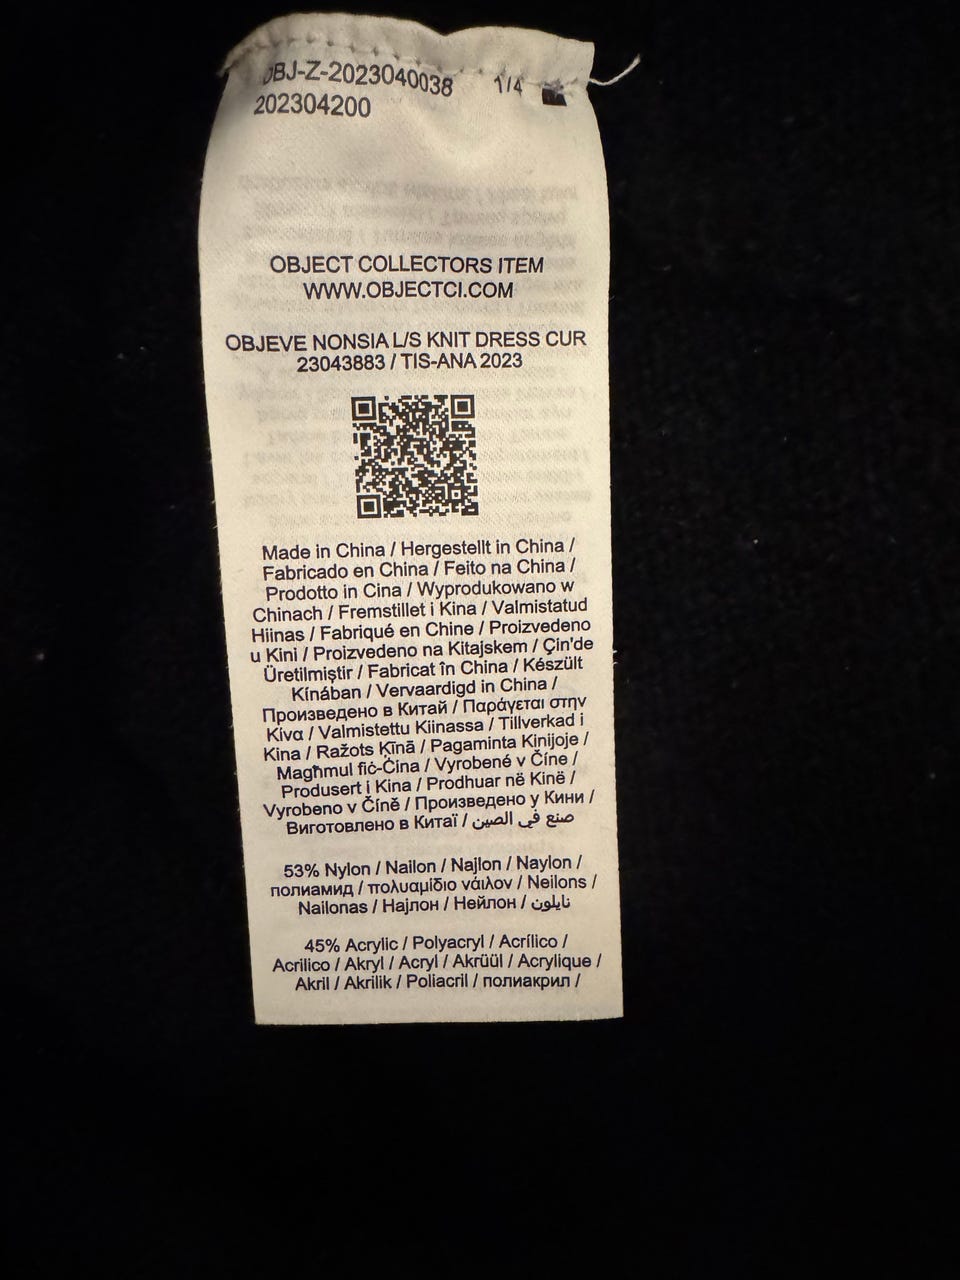 OBJ-Z-2023040038 1/4
202304200
OBJECT COLLECTORS ITEM
WWW.OBJECTCI.COM
OBJEVE NONSIA L/S KNIT DRESS CUR
23043883 / TIS-ANA 2023
Made in China / Hergestellt in China /
Fabricado en China / Feito na China /
Prodotto in Cina / Wyprodukowano w
Chinach / Fremstillet i Kina / Valmistatud
Hiinas / Fabriqué en Chine / Proizvedeno
u Kini / Proizvedeno na Kitajskem / Çin'de
Üretilmiştir / Fabricat în China / Készült
Kínában / Vervaardigd in China /
Произведено в Китай / Παράγεται στην
Κίνα / Valmistettu Kiinassa / Tillverkad i
Kina / Ražots Ķīnā / Pagaminta Kinijoje /
Magħmul fiċ-Ċina / Vyrobené v Číne /
Produsert i Kina / Prodhuar në Kinë /
Vyrobeno v Číně / Произведено у Кини /
Виготовлено в Китаї / صنع في الصين
53% Nylon / Nailon / Najlon / Naylon /
полиамид / πολυαμίδιο νάιλον / Neilons /
Nailonas / Најлон / Нейлон / نايلون
45% Acrylic / Polyacryl / Acrílico /
Acrilico / Akryl / Acryl / Akrüül / Acrylique /
Akril / Akrilik / Poliacril / полиакрил /